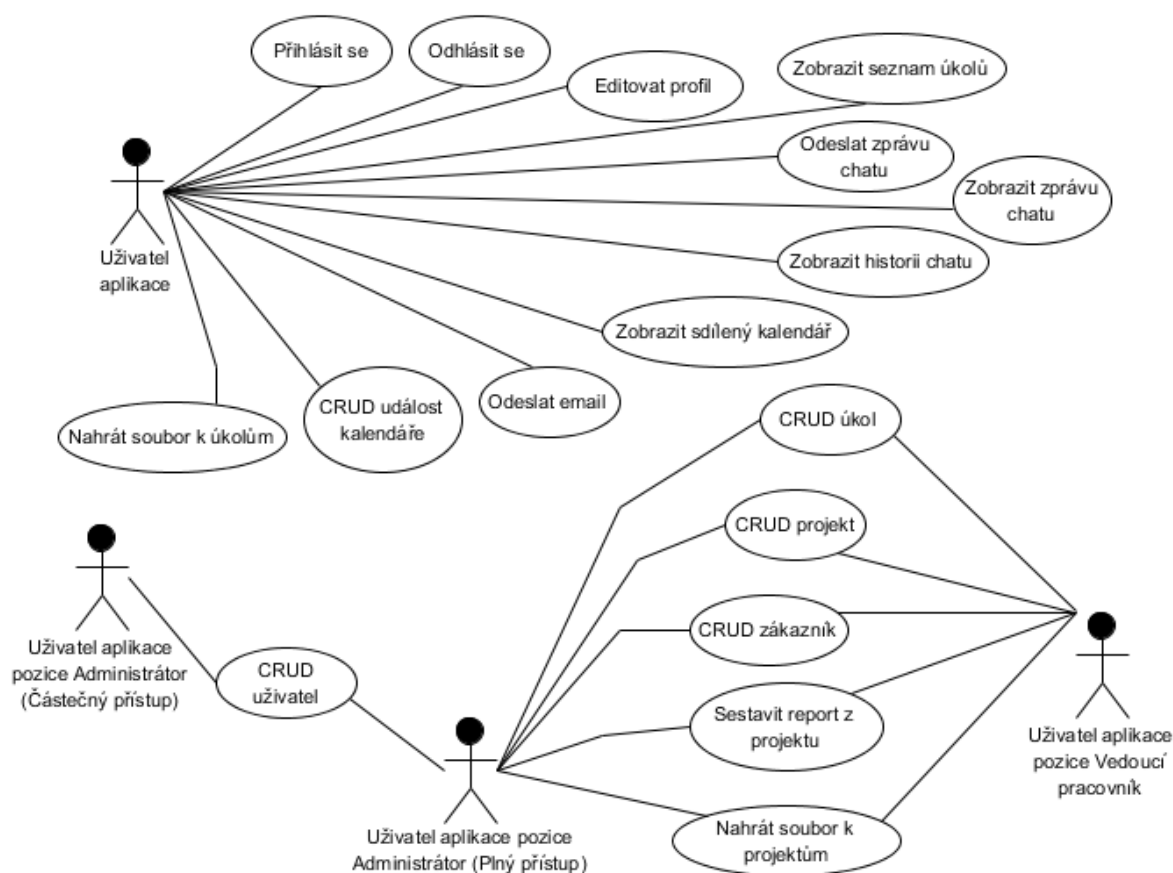 Přihlásit se
Odhlásit se
Editovat profil
Zobrazit seznam úkolů
Odeslat zprávu
chatu
Zobrazit zprávu
chatu
Uživatel
aplikace
Zobrazit historii chatu
Zobrazit sdílený kalendář
Nahrát soubor k úkolům
CRUD událost
kalendáře
Odeslat email
CRUD úkol
CRUD projekt
CRUD zákazník
Uživatel aplikace
pozice Administrátor
(Částečný přístup)
CRUD
uživatel
Sestavit report z
projektu
Uživatel aplikace
pozice Vedoucí
pracovník
Uživatel aplikace pozice
Administrátor (Plný přístup)
Nahrát soubor k
projektům